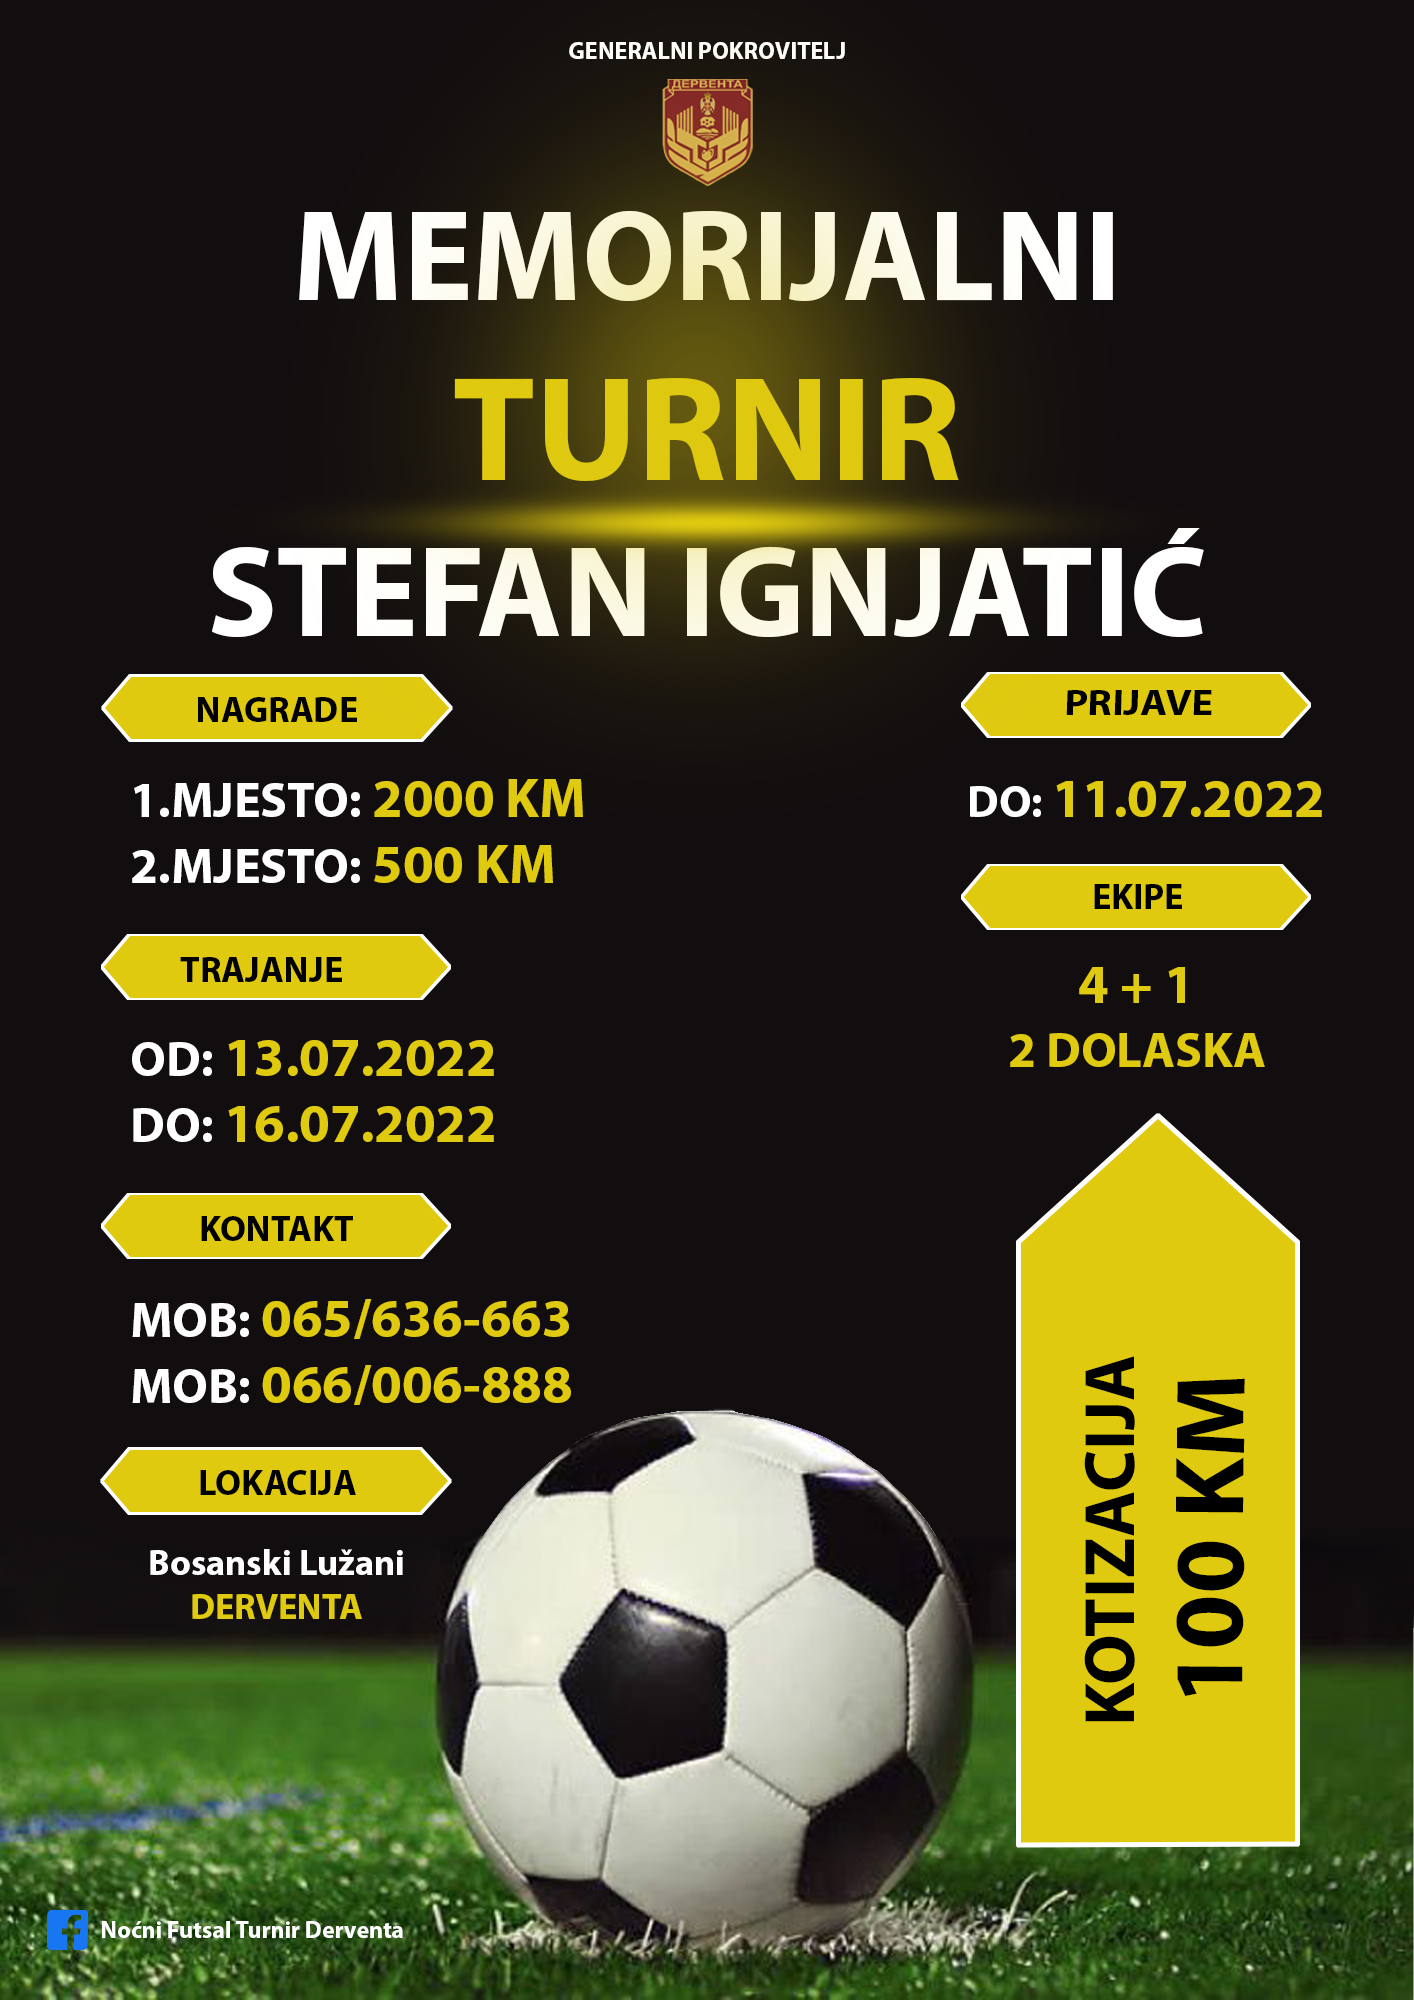 GENERALNI POKROVITELJ
ДЕРВЕНТА
MEMORIJALNI
TURNIR
STEFAN IGNJATIĆ
NAGRADE
1.MJESTO: 2000 KM
2.MJESTO: 500 KM
TRAJANJE
OD: 13.07.2022
DO: 16.07.2022
KONTAKT
MOB: 065/636-663
MOB: 066/006-888
LOKACIJA
Bosanski Lužani
DERVENTA
PRIJAVE
DO: 11.07.2022
EKIPE
4 + 1
2 DOLASKA
KOTIZACIJA
100 KM
Noćni Futsal Turnir Derventa